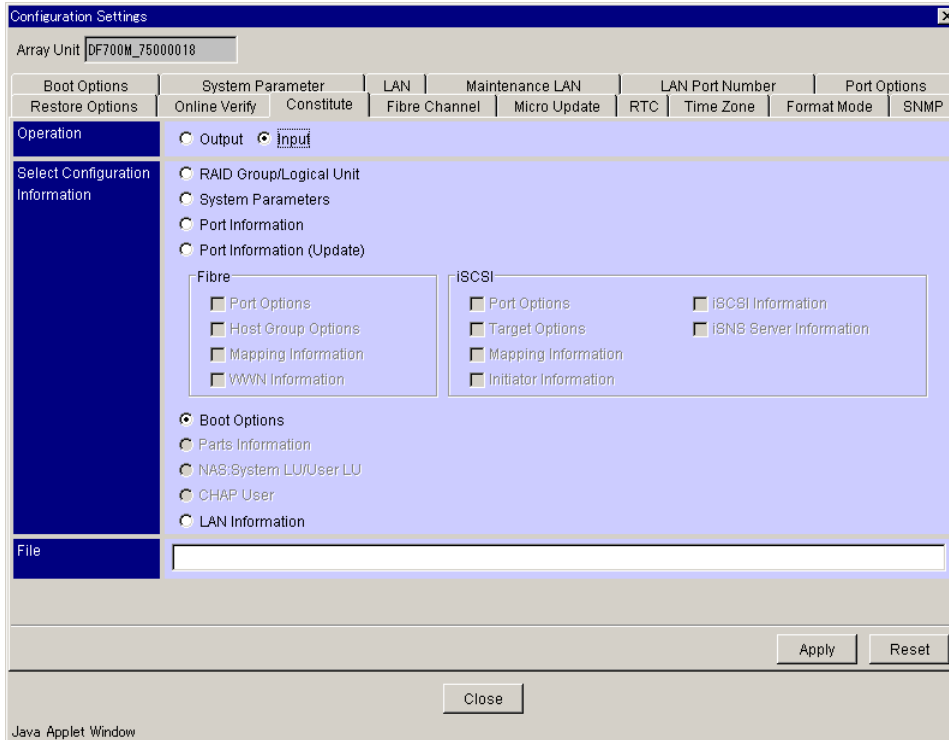 Configuration Settings
Array Unit DF700M_75000018
Boot Options System Parameter LAN Maintenance LAN LAN Port Number Port Options
Restore Options Online Verify Constitute Fibre Channel Micro Update RTC Time Zone Format Mode SNMP
Operation
Output Input
Select Configuration Information
RAID Group/Logical Unit
System Parameters
Port Information
Port Information (Update)
Fibre
Port Options
Host Group Options
Mapping Information
WWN Information
iSCSI
Port Options iSCSI Information
Target Options iSNS Server Information
Mapping Information
Initiator Information
Boot Options
Parts Information
NAS:System LU/User LU
CHAP User
LAN Information
File
Apply Reset
Close
Java Applet Window